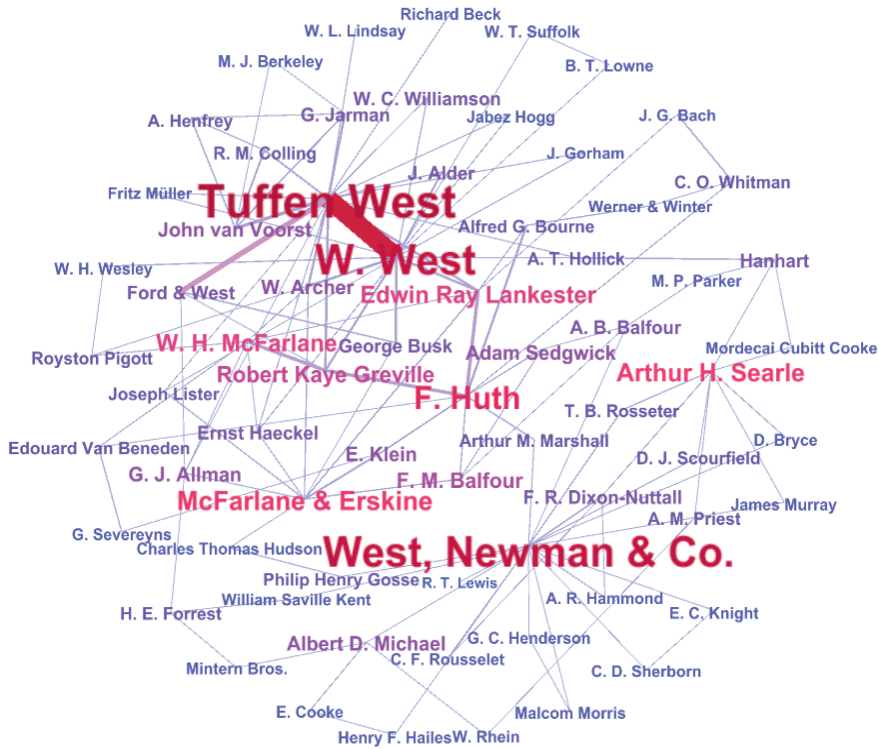 Richard Beck
W. L. Lindsay
W. T. Suffolk
M. J. Berkeley
B. T. Lowne
W. C. Williamson
G. Jarman
Jabez Hogg
J. G. Bach
A. Henfrey
R. M. Colling
J. Gorham
J. Alder
C. O. Whitman
Fritz Müller
Tuffen West
Werner & Winter
John van Voorst
Alfred G. Bourne
W. West
A. T. Hollick
Hanhart
W. H. Wesley
M. P. Parker
Ford & West
W. Archer
Edwin Ray Lankester
A. B. Balfour
W. H. McFarlane
George Busk
Adam Sedgwick
Mordecai Cubitt Cooke
Royston Pigott
Robert Kaye Greville
Arthur H. Searle
Joseph Lister
F. Huth
T. B. Rosseter
Ernst Haeckel
Arthur M. Marshall
D. Bryce
Edouard Van Beneden
E. Klein
D. J. Scourfield
G. J. Allman
F. M. Balfour
McFarlane & Erskine
F. R. Dixon-Nuttall
James Murray
A. M. Priest
G. Severeyns
Charles Thomas Hudson
West, Newman & Co.
Philip Henry Gosse
R. T. Lewis
William Saville Kent
A. R. Hammond
H. E. Forrest
E. C. Knight
Albert D. Michael
G. C. Henderson
C. F. Rousselet
Mintern Bros.
C. D. Sherborn
E. Cooke
Malcom Morris
Henry F. Hailes
W. Rhein